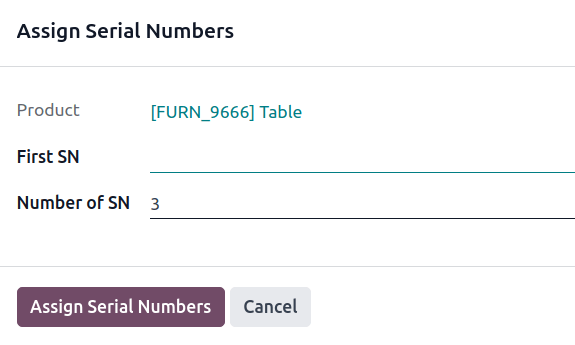 Assign Serial Numbers
Product [FURN_9666] Table
First SN
Number of SN 3
Assign Serial Numbers Cancel